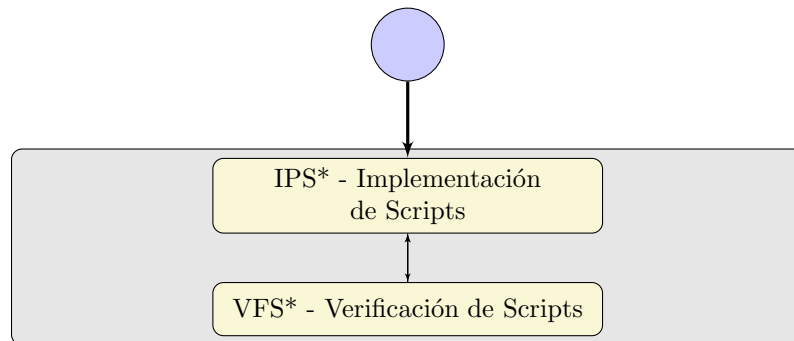 IPS* - Implementación
de Scripts
VFS* - Verificación de Scripts